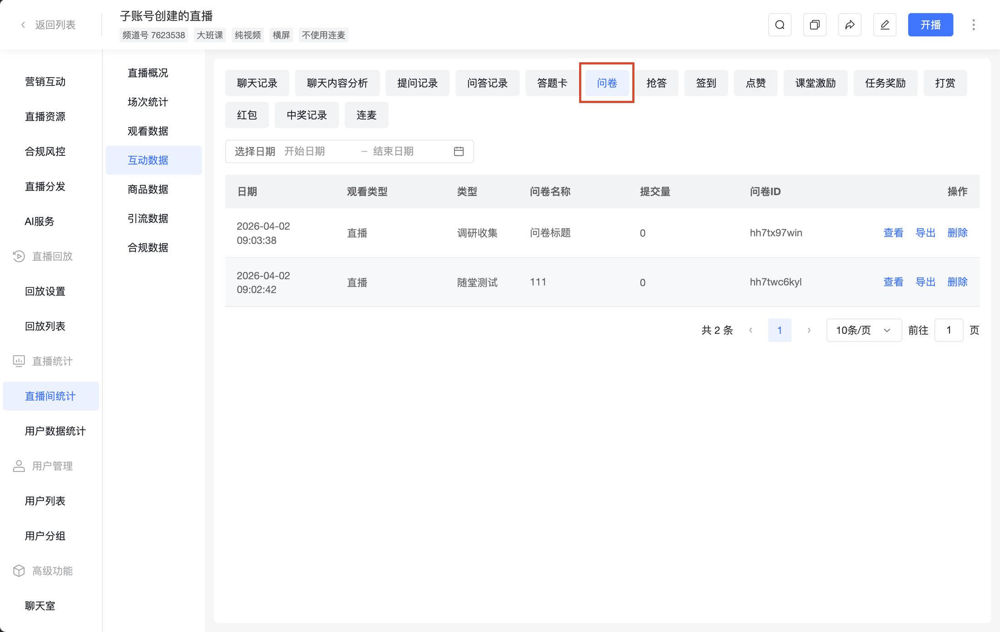 返回列表
子账号创建的直播
频道号 7623538 大班课 纯视频 横屏 不使用连麦
开播
营销互动
直播资源
合规风控
直播分发
AI服务
直播回放
回放设置
回放列表
直播统计
直播间统计
用户数据统计
用户管理
用户列表
用户分组
高级功能
聊天室
直播概况
场次统计
观看数据
互动数据
商品数据
引流数据
合规数据
聊天记录 聊天内容分析 提问记录 问答记录 答题卡 问卷 抢答 签到 点赞 课堂激励 任务奖励 打赏
红包 中奖记录 连麦
选择日期 开始日期 – 结束日期
日期 观看类型 类型 问卷名称 提交量 问卷ID 操作
2026-04-02
09:03:38 直播 调研收集 问卷标题 0 hh7tx97win 查看 导出 删除
2026-04-02
09:02:42 直播 随堂测试 111 0 hh7twc6kyl 查看 导出 删除
共 2 条 1 10条/页 前往 1 页